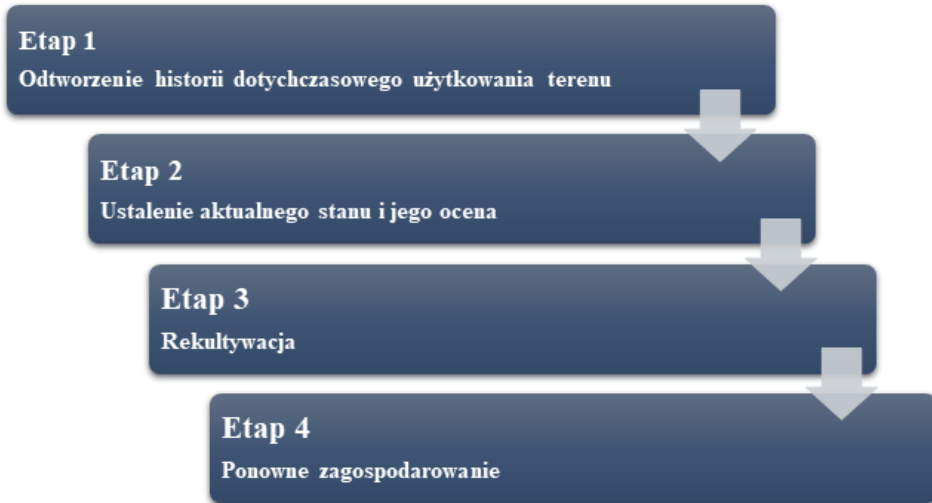 Etap 1
Odtworzenie historii dotychczasowego użytkowania terenu
Etap 2
Ustalenie aktualnego stanu i jego ocena
Etap 3
Rekultywacja
Etap 4
Ponowne zagospodarowanie